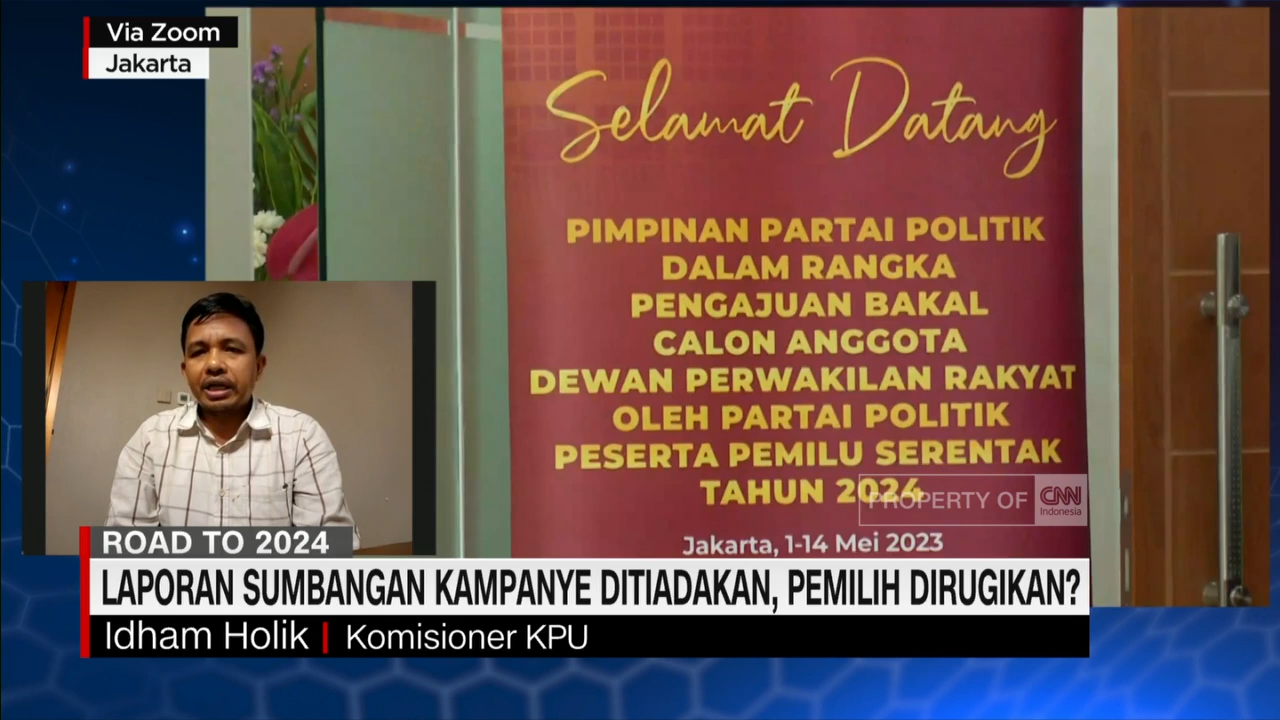 Via Zoom
Jakarta
Selamat Datang
PIMPINAN PARTAI POLITIK
DALAM RANGKA
PENGAJUAN BAKAL
CALON ANGGOTA
DEWAN PERWAKILAN RAKYAT
OLEH PARTAI POLITIK
PESERTA PEMILU SERENTAK
TAHUN 2024
PROPERTY OF CNN Indonesia
Jakarta, 1-14 Mei 2023
ROAD TO 2024
LAPORAN SUMBANGAN KAMPANYE DITIADAKAN, PEMILIH DIRUGIKAN?
Idham Holik | Komisioner KPU